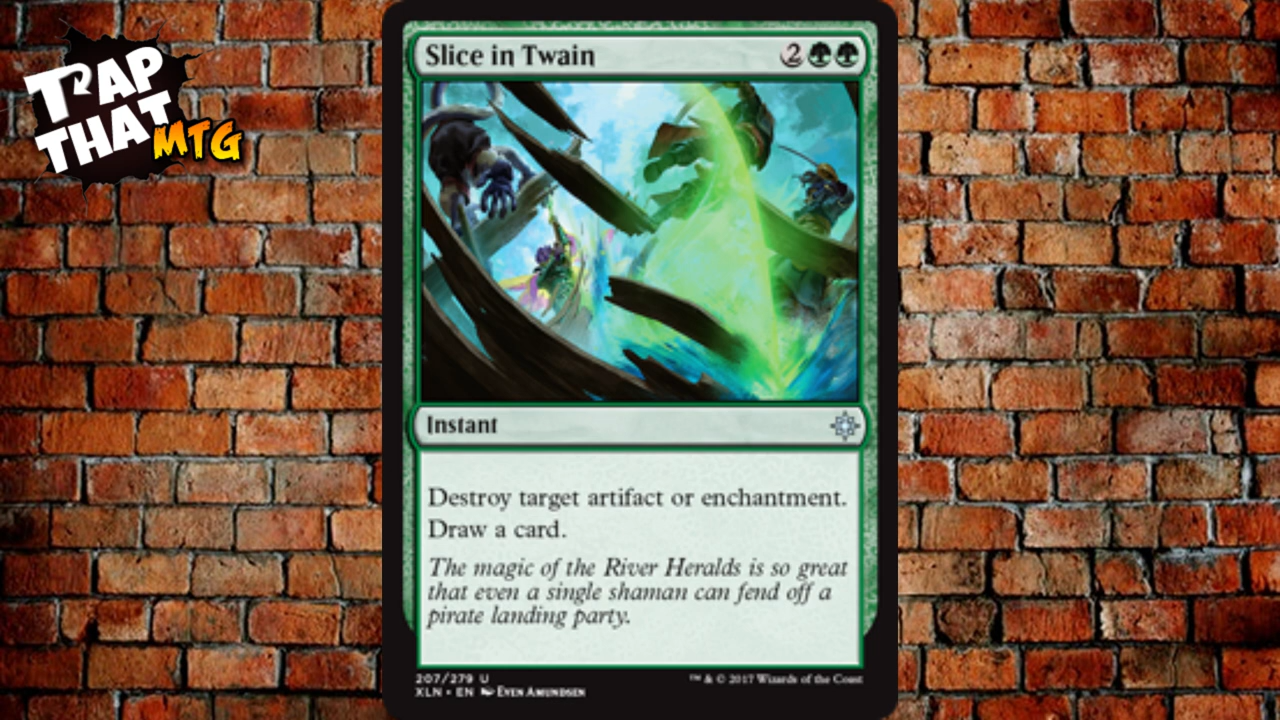 TRAP
THAT
MTG
Slice in Twain 2
Instant
Destroy target artifact or enchantment.
Draw a card.
The magic of the River Heralds is so great
that even a single shaman can fend off a
pirate landing party.
207/279 U
XLN • EN Even Amundsen
™ & © 2017 Wizards of the Coast